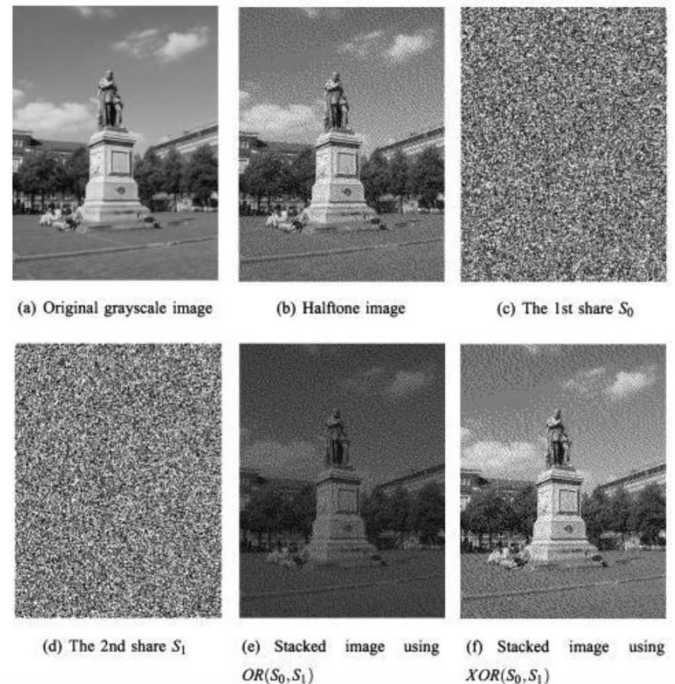 (a) Original grayscale image
(b) Halftone image
(c) The 1st share S₀
(d) The 2nd share S₁
(e) Stacked image using
OR(S₀,S₁)
(f) Stacked image using
XOR(S₀,S₁)